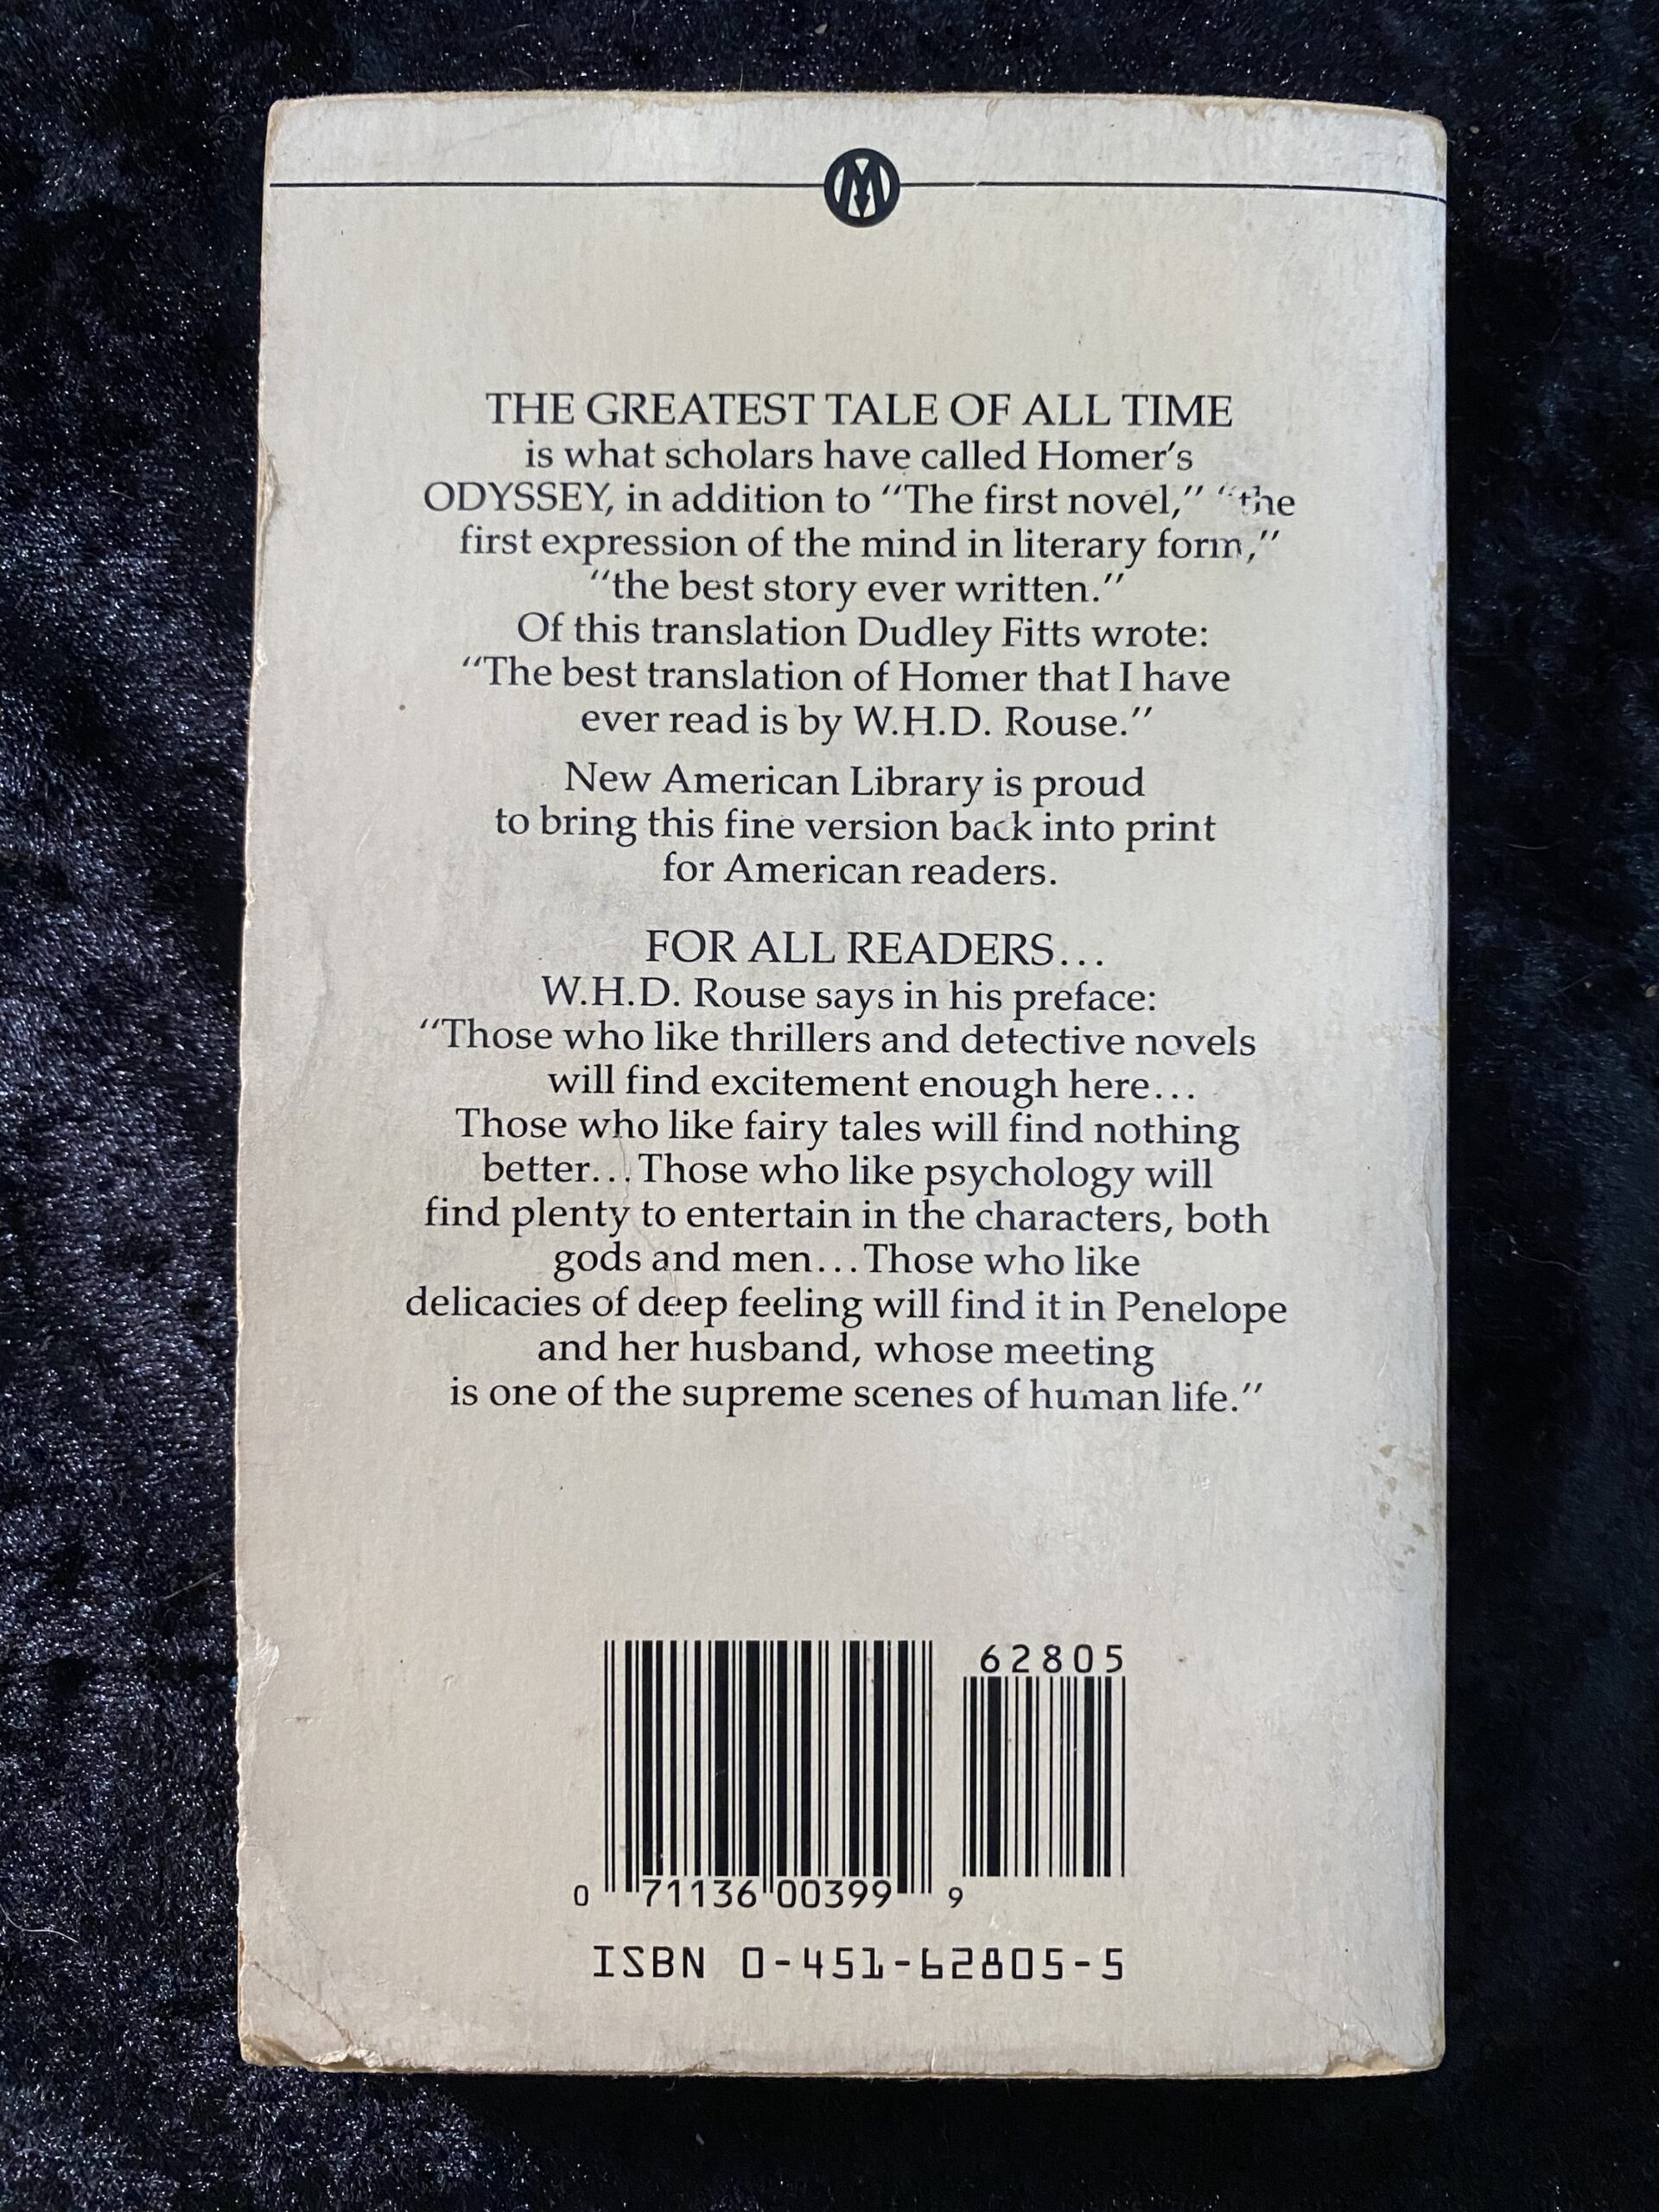 M
THE GREATEST TALE OF ALL TIME
is what scholars have called Homer's
ODYSSEY, in addition to "The first novel," "the
first expression of the mind in literary form,"
"the best story ever written."
Of this translation Dudley Fitts wrote:
"The best translation of Homer that I have
ever read is by W.H.D. Rouse."
New American Library is proud
to bring this fine version back into print
for American readers.
FOR ALL READERS...
W.H.D. Rouse says in his preface:
"Those who like thrillers and detective novels
will find excitement enough here...
Those who like fairy tales will find nothing
better...Those who like psychology will
find plenty to entertain in the characters, both
gods and men...Those who like
delicacies of deep feeling will find it in Penelope
and her husband, whose meeting
is one of the supreme scenes of human life."
62805
0 71136 00399 9
ISBN 0-451-62805-5